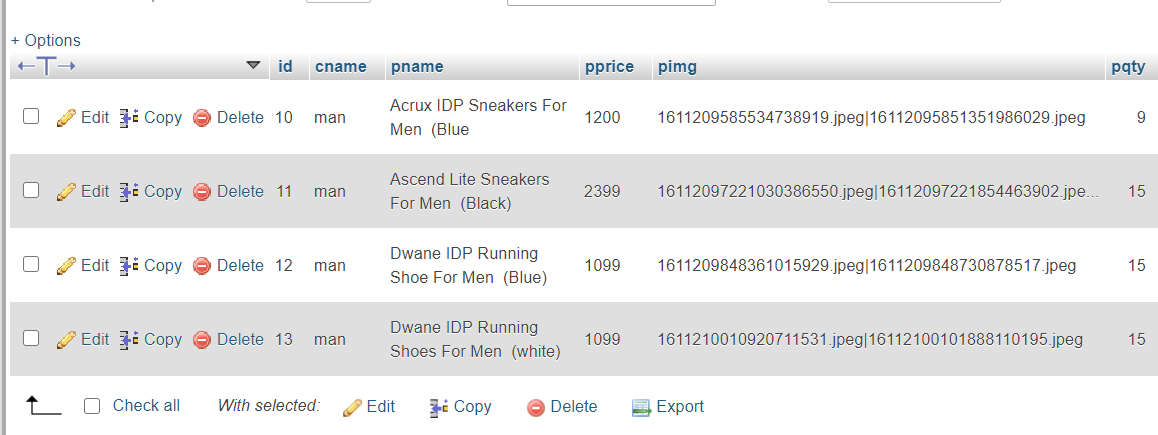 + Options
id cname pname pprice pimg pqty
Edit Copy Delete 10 man Acrux IDP Sneakers For 1200 1611209585534738919.jpeg|16112095851351986029.jpeg 9
Men (Blue
Edit Copy Delete 11 man Ascend Lite Sneakers 2399 16112097221030386550.jpeg|16112097221854463902.jpe... 15
For Men (Black)
Edit Copy Delete 12 man Dwane IDP Running 1099 1611209848361015929.jpeg|1611209848730878517.jpeg 15
Shoe For Men (Blue)
Edit Copy Delete 13 man Dwane IDP Running 1099 1611210010920711531.jpeg|16112100101888110195.jpeg 15
Shoes For Men (white)
Check all With selected: Edit Copy Delete Export